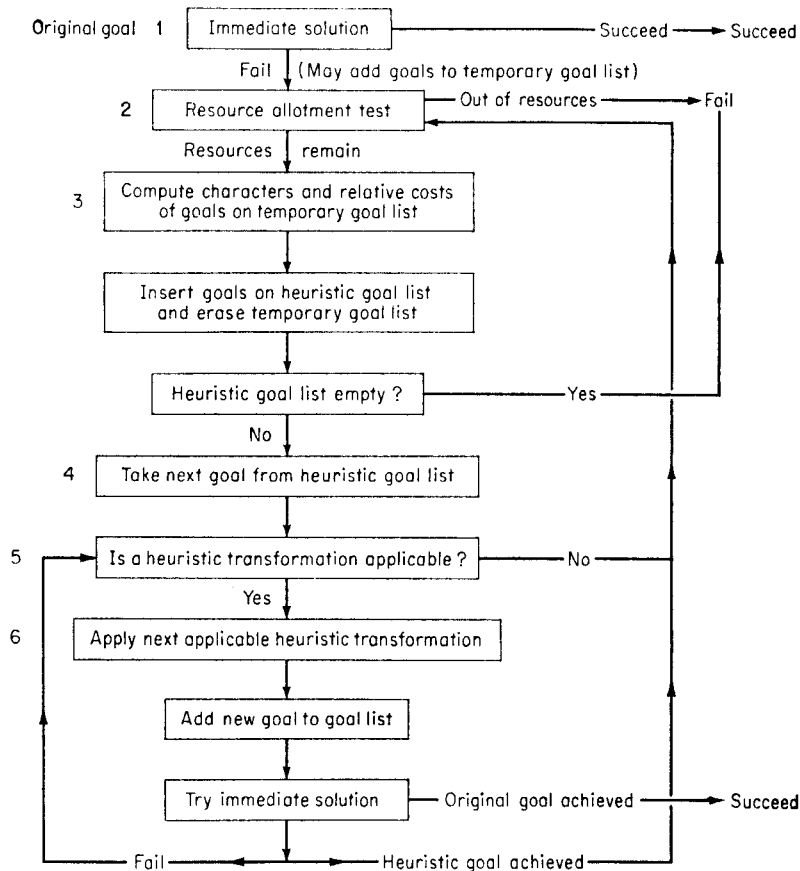 Original goal 1 Immediate solution Succeed Succeed
Fail (May add goals to temporary goal list)
2 Resource allotment test Out of resources Fail
Resources remain
3 Compute characters and relative costs
of goals on temporary goal list
Insert goals on heuristic goal list
and erase temporary goal list
Heuristic goal list empty ? Yes
No
4 Take next goal from heuristic goal list
5 Is a heuristic transformation applicable ? No
Yes
6 Apply next applicable heuristic transformation
Add new goal to goal list
Try immediate solution Original goal achieved Succeed
Fail Heuristic goal achieved